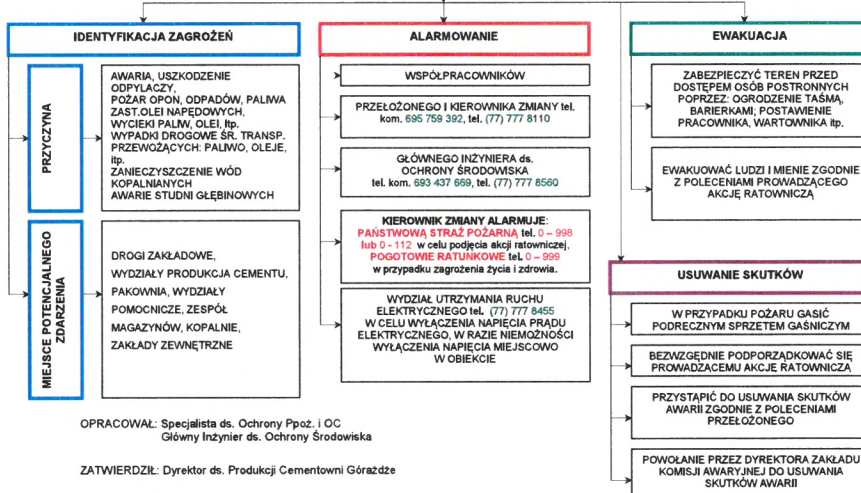 IDENTYFIKACJA ZAGROŻEŃ
PRZYCZYNA
AWARIA, USZKODZENIE
ODPYLACZY,
POŻAR OPON, ODPADÓW, PALIWA
ZAST.OLEI NAPĘDOWYCH,
WYCIEKI PALIW, OLEI, itp.
WYPADKI DROGOWE ŚR. TRANSP.
PRZEWOŻĄCYCH: PALIWO, OLEJE,
itp.
ZANIECZYSZCZENIE WÓD
KOPALNIANYCH
AWARIE STUDNI GŁĘBINOWYCH
MIEJSCE POTENCJALNEGO
ZDARZENIA
DROGI ZAKŁADOWE,
WYDZIAŁY PRODUKCJA CEMENTU,
PAKOWNIA, WYDZIAŁY
POMOCNICZE, ZESPÓŁ
MAGAZYNÓW, KOPALNIE,
ZAKŁADY ZEWNĘTRZNE
ALARMOWANIE
WSPÓŁPRACOWNIKÓW
PRZEŁOŻONEGO I KIEROWNIKA ZMIANY tel.
kom. 695 759 392, tel. (77) 777 8110
GŁÓWNEGO INŻYNIERA ds.
OCHRONY ŚRODOWISKA
tel. kom. 693 437 669, tel. (77) 777 8560
KIEROWNIK ZMIANY ALARMUJE:
PAŃSTWOWĄ STRAŻ POŻARNĄ tel. 0 – 998
lub 0 - 112 w celu podjęcia akcji ratowniczej,
POGOTOWIE RATUNKOWE tel. 0 – 999
w przypadku zagrożenia życia i zdrowia.
WYDZIAŁ UTRZYMANIA RUCHU
ELEKTRYCZNEGO tel. (77) 777 8455
W CELU WYŁĄCZENIA NAPIĘCIA PRĄDU
ELEKTRYCZNEGO, W RAZIE NIEMOŻNOŚCI
WYŁĄCZENIA NAPIĘCIA MIEJSCOWO
W OBIEKCIE
EWAKUACJA
ZABEZPIECZYĆ TEREN PRZED
DOSTĘPEM OSÓB POSTRONNYCH
POPRZEZ: OGRODZENIE TAŚMĄ,
BARIERKAMI; POSTAWIENIE
PRACOWNIKA, WARTOWNIKA itp.
EWAKUOWAĆ LUDZI I MIENIE ZGODNIE
Z POLECENIAMI PROWADZĄCEGO
AKCJĘ RATOWNICZĄ
USUWANIE SKUTKÓW
W PRZYPADKU POŻARU GASIĆ
PODRECZNYM SPRZETEM GAŚNICZYM
BEZWZGLĘDNIE PODPORZĄDKOWAĆ SIĘ
PROWADZĄCEMU AKCJĘ RATOWNICZĄ
PRZYSTĄPIĆ DO USUWANIA SKUTKÓW
AWARII ZGODNIE Z POLECENIAMI
PRZEŁOŻONEGO
POWOŁANIE PRZEZ DYREKTORA ZAKŁADU
KOMISJI AWARYJNEJ DO USUWANIA
SKUTKÓW AWARII
OPRACOWAŁ: Specjalista ds. Ochrony Ppoż. i OC
Główny Inżynier ds. Ochrony Środowiska
ZATWIERDZIŁ: Dyrektor ds. Produkcji Cementowni Górażdże